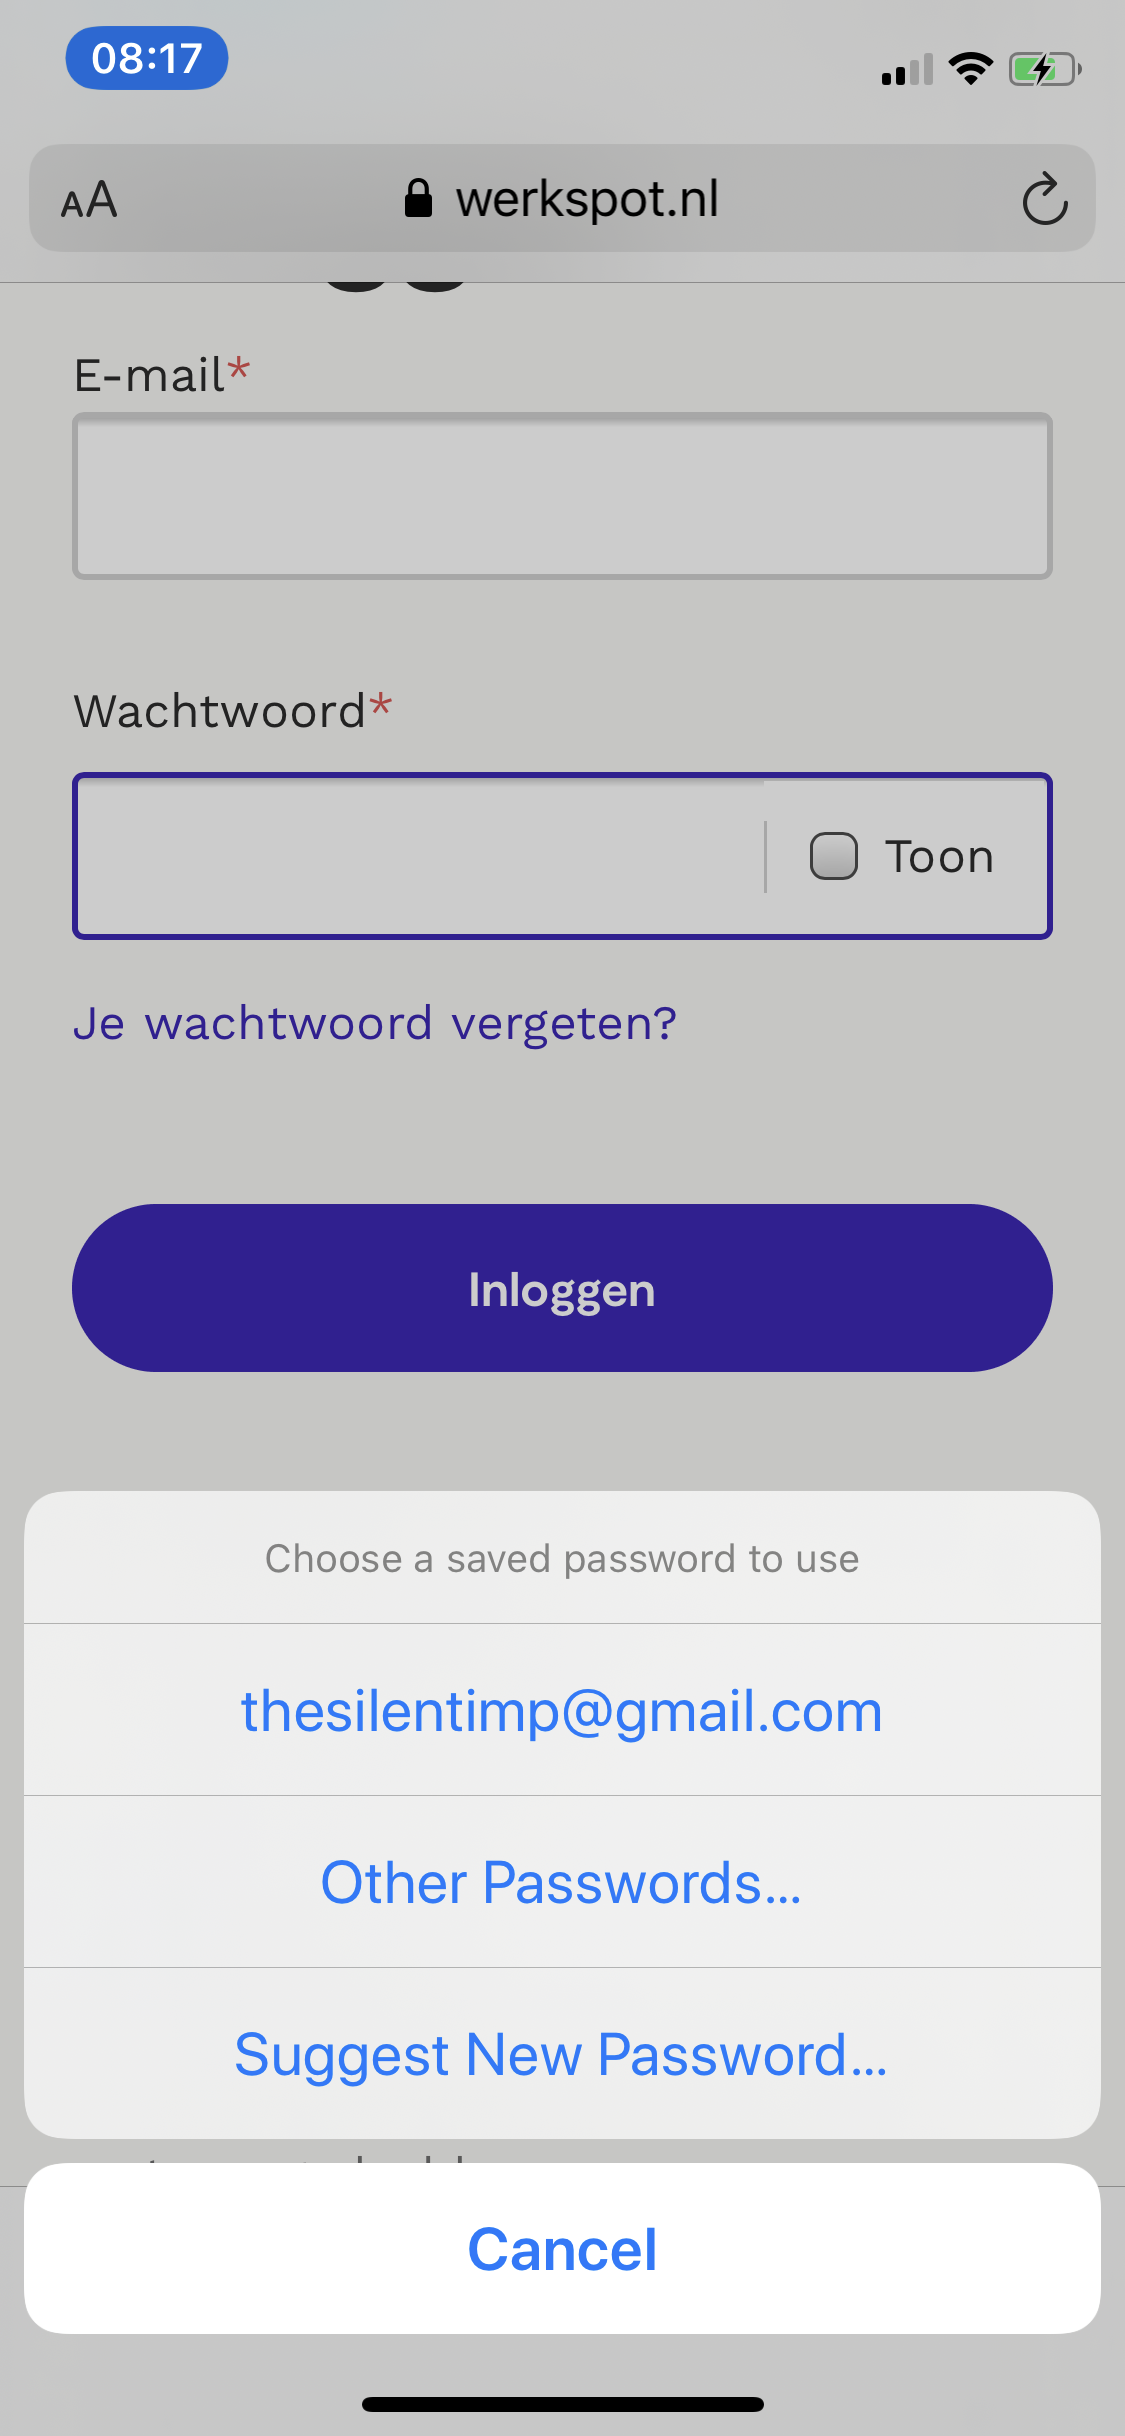 08:17
AA
werkspot.nl
E-mail*
Wachtwoord*
Toon
Je wachtwoord vergeten?
Inloggen
Choose a saved password to use
thesilentimp@gmail.com
Other Passwords...
Suggest New Password...
Cancel